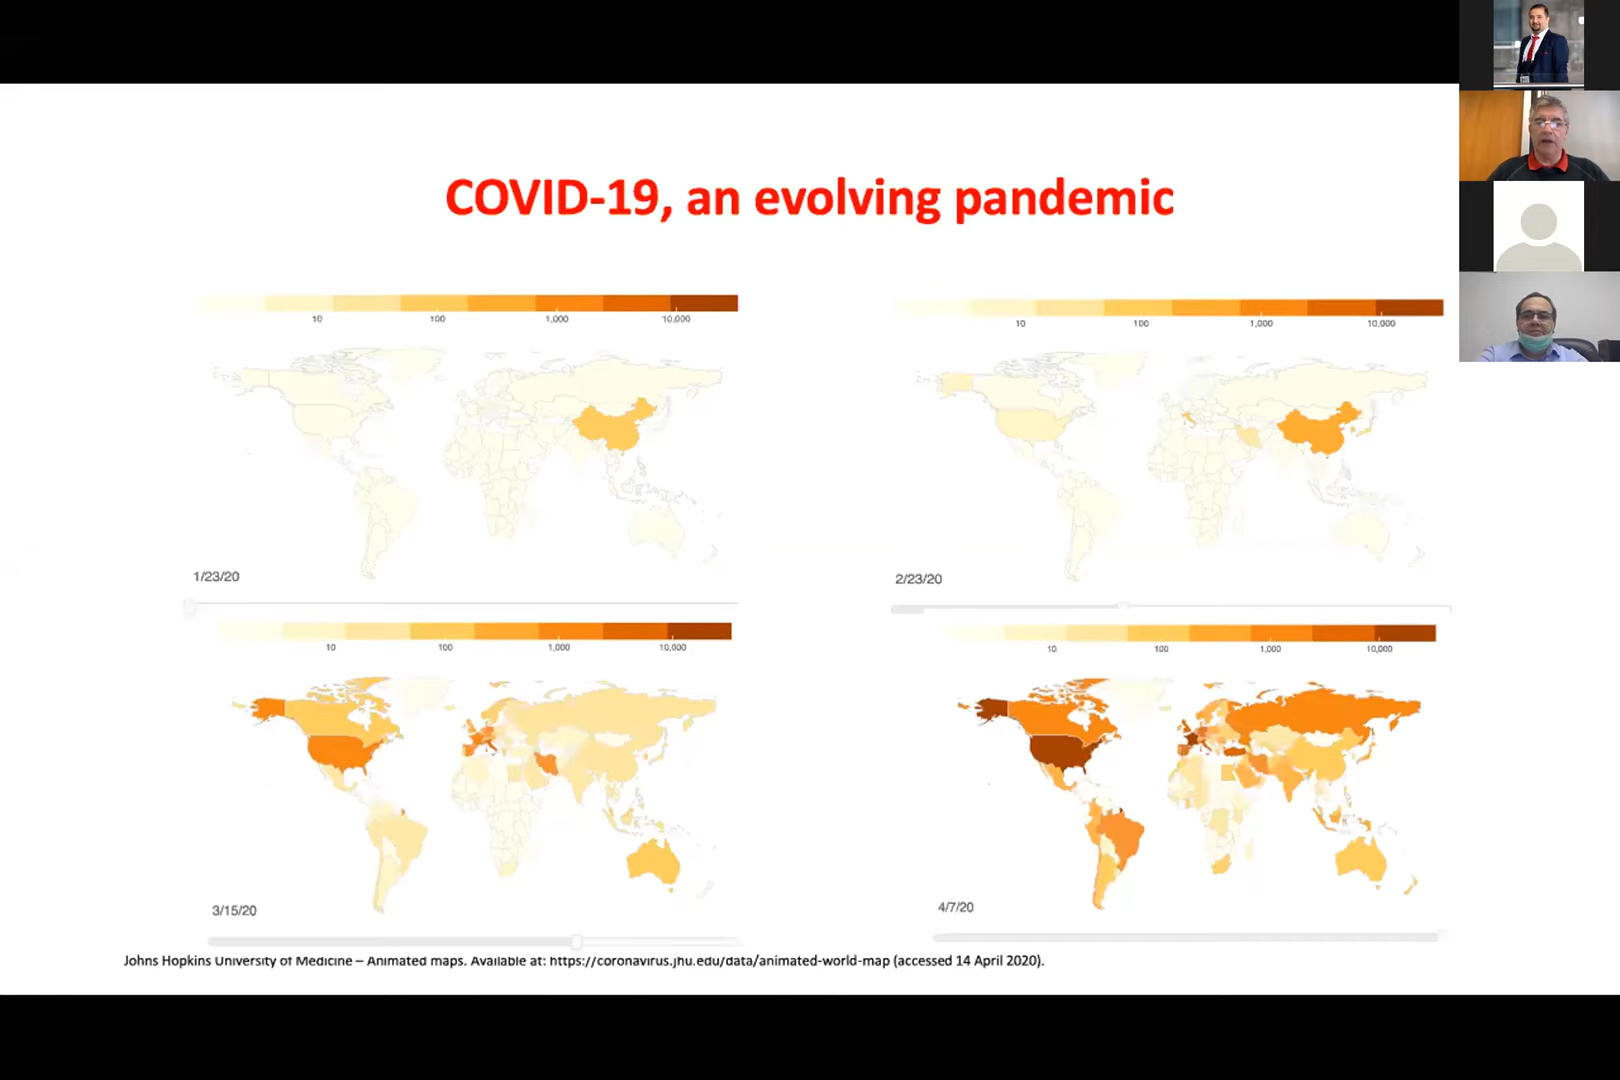 COVID-19, an evolving pandemic
10 100 1,000 10,000
10 100 1,000 10,000
1/23/20
2/23/20
10 100 1,000 10,000
10 100 1,000 10,000
3/15/20
4/7/20
Johns Hopkins University of Medicine – Animated maps. Available at: https://coronavirus.jhu.edu/data/animated-world-map (accessed 14 April 2020).